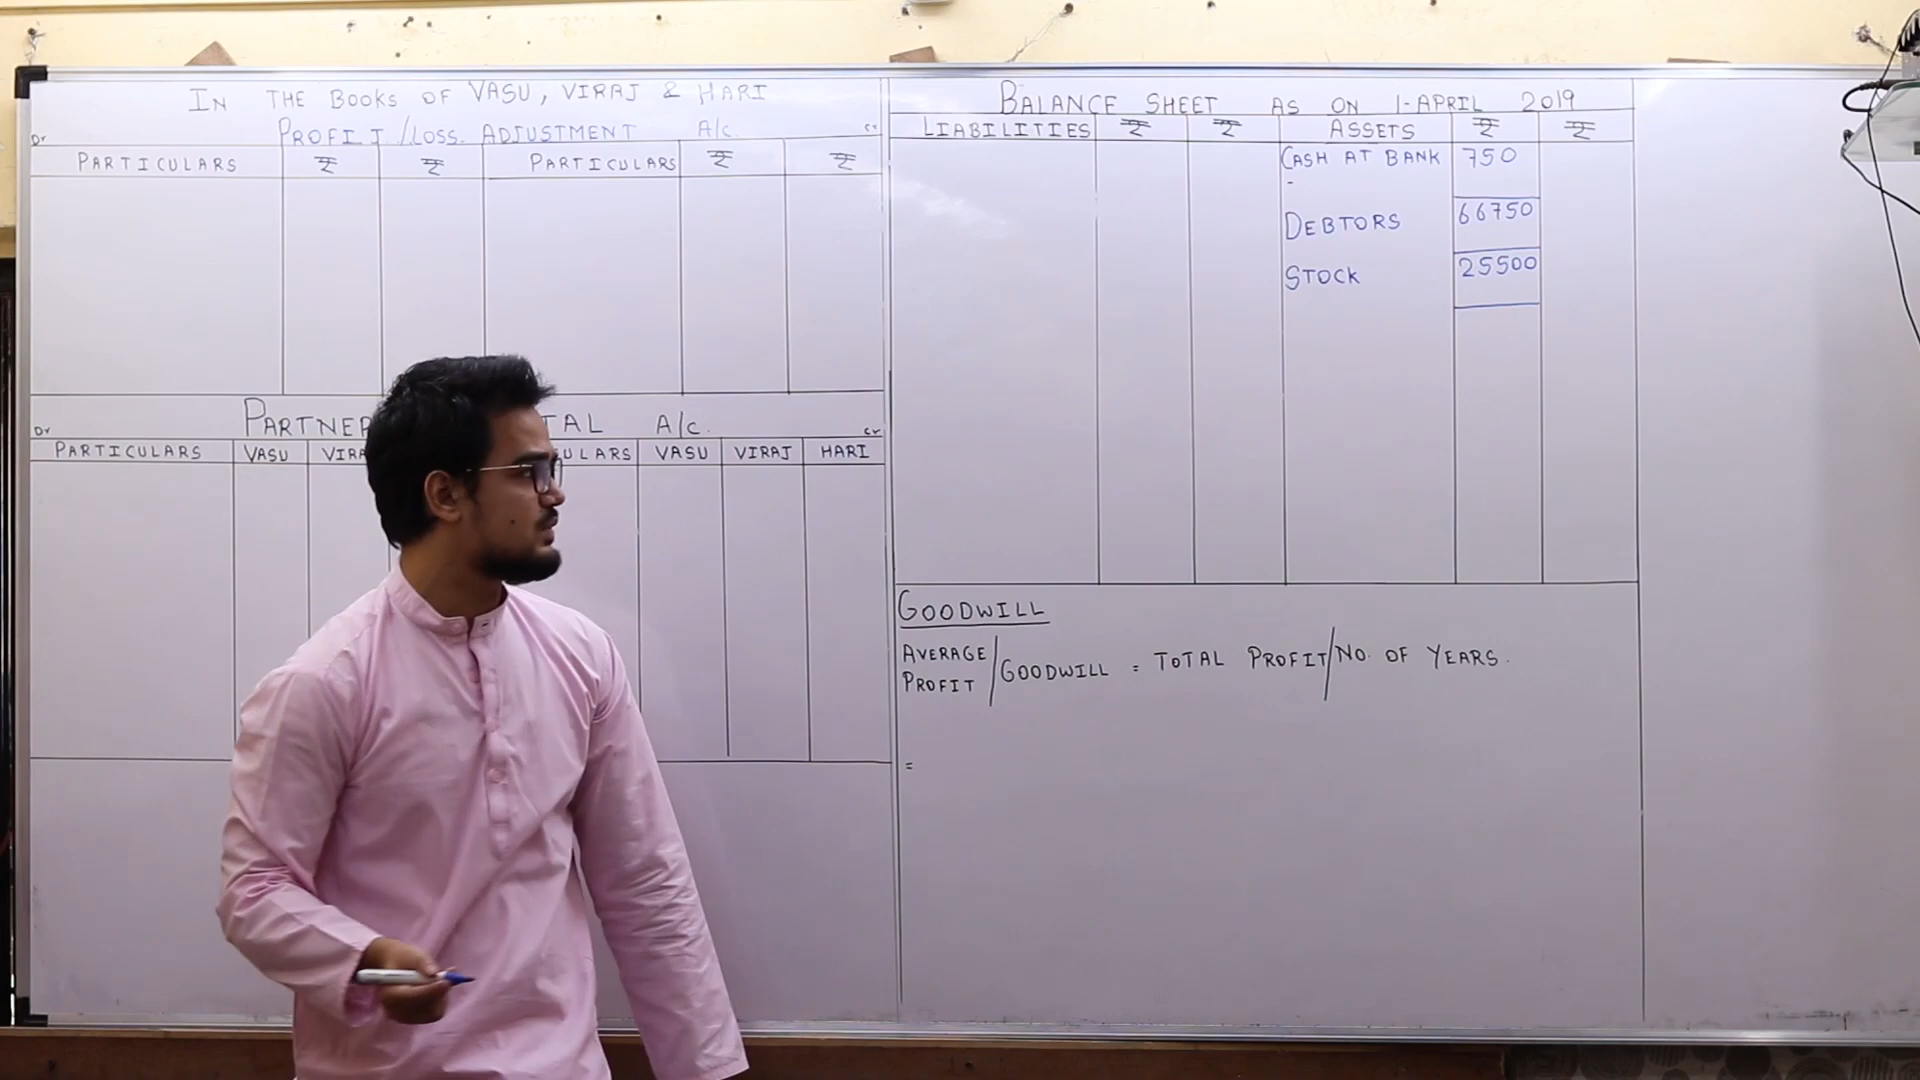 IN THE BOOKS OF VASU, VIRAJ & HARI
PROFIT/LOSS ADJUSTMENT A/c.
Dr Cr
PARTICULARS ₹ ₹ PARTICULARS ₹ ₹
PARTNER TAL A/c.
Dr Cr
PARTICULARS VASU VIRA ULARS VASU VIRAJ HARI
BALANCE SHEET AS ON 1-APRIL 2019
LIABILITIES ₹ ₹ ASSETS ₹ ₹
CASH AT BANK 750
-
DEBTORS 66750
STOCK 25500
GOODWILL
AVERAGE PROFIT / GOODWILL = TOTAL PROFIT/NO. OF YEARS.
=